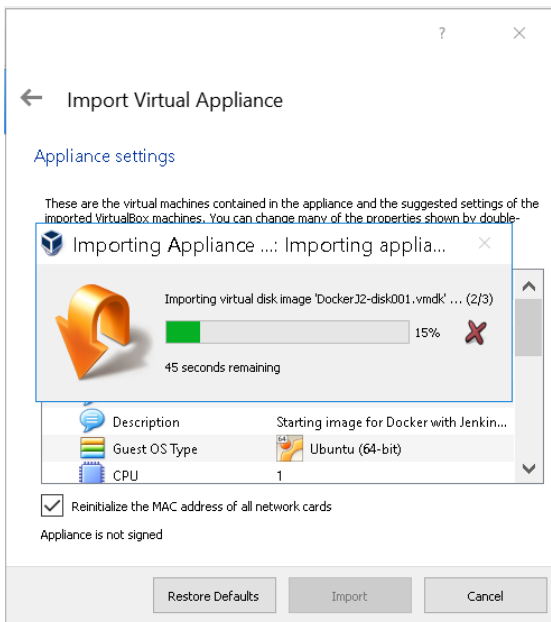 ?
Import Virtual Appliance
Appliance settings
These are the virtual machines contained in the appliance and the suggested settings of the
imported VirtualBox machines. You can change many of the properties shown by double-
Importing Appliance ...: Importing applia...
Importing virtual disk image 'DockerJ2-disk001.vmdk' ... (2/3)
15%
45 seconds remaining
Description Starting image for Docker with Jenkin...
Guest OS Type 64 Ubuntu (64-bit)
CPU 1
Reinitialize the MAC address of all network cards
Appliance is not signed
Restore Defaults Import Cancel